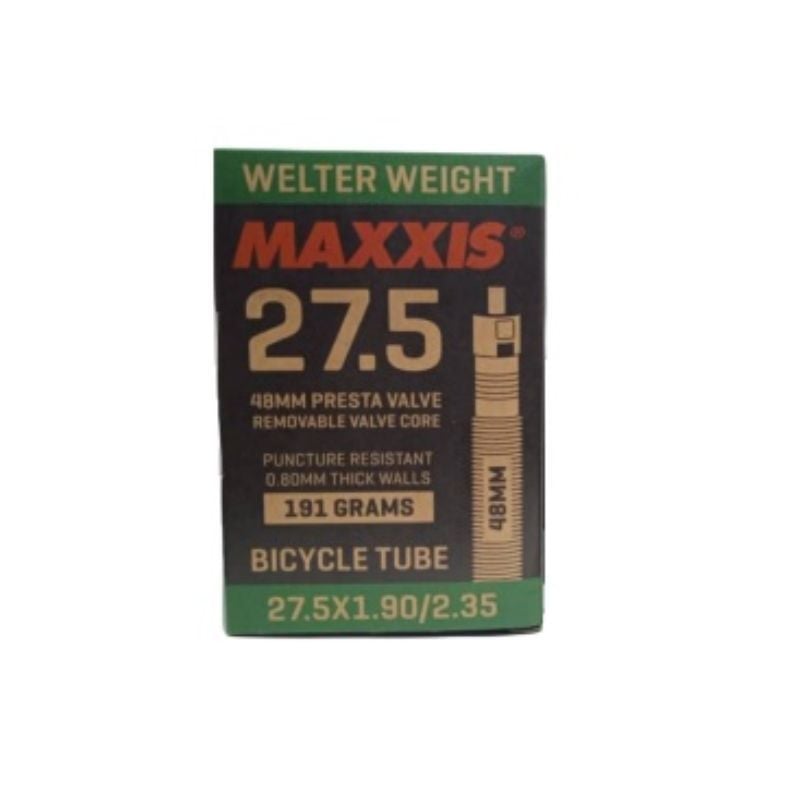 WELTER WEIGHT
MAXXIS®
27.5
48MM PRESTA VALVE
REMOVABLE VALVE CORE
PUNCTURE RESISTANT
0.80MM THICK WALLS
191 GRAMS
48MM
BICYCLE TUBE
27.5X1.90/2.35